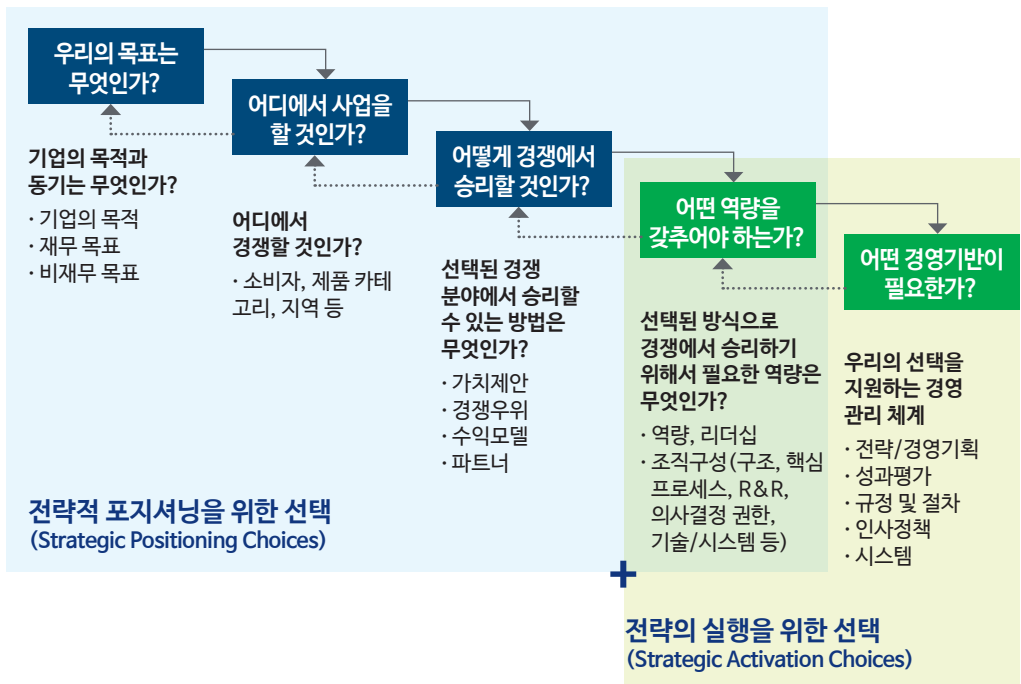 우리의 목표는
무엇인가?
기업의 목적과
동기는 무엇인가?
· 기업의 목적
· 재무 목표
· 비재무 목표
어디에서 사업을
할 것인가?
어디에서
경쟁할 것인가?
· 소비자, 제품 카테
고리, 지역 등
어떻게 경쟁에서
승리할 것인가?
선택된 경쟁
분야에서 승리할
수 있는 방법은
무엇인가?
· 가치제안
· 경쟁우위
· 수익모델
· 파트너
어떤 역량을
갖추어야 하는가?
선택된 방식으로
경쟁에서 승리하기
위해서 필요한 역량은
무엇인가?
· 역량, 리더십
· 조직구성(구조, 핵심
프로세스, R&R,
의사결정 권한,
기술/시스템 등)
어떤 경영기반이
필요한가?
우리의 선택을
지원하는 경영
관리 체계
· 전략/경영기획
· 성과평가
· 규정 및 절차
· 인사정책
· 시스템
전략적 포지셔닝을 위한 선택
(Strategic Positioning Choices)
+
전략의 실행을 위한 선택
(Strategic Activation Choices)